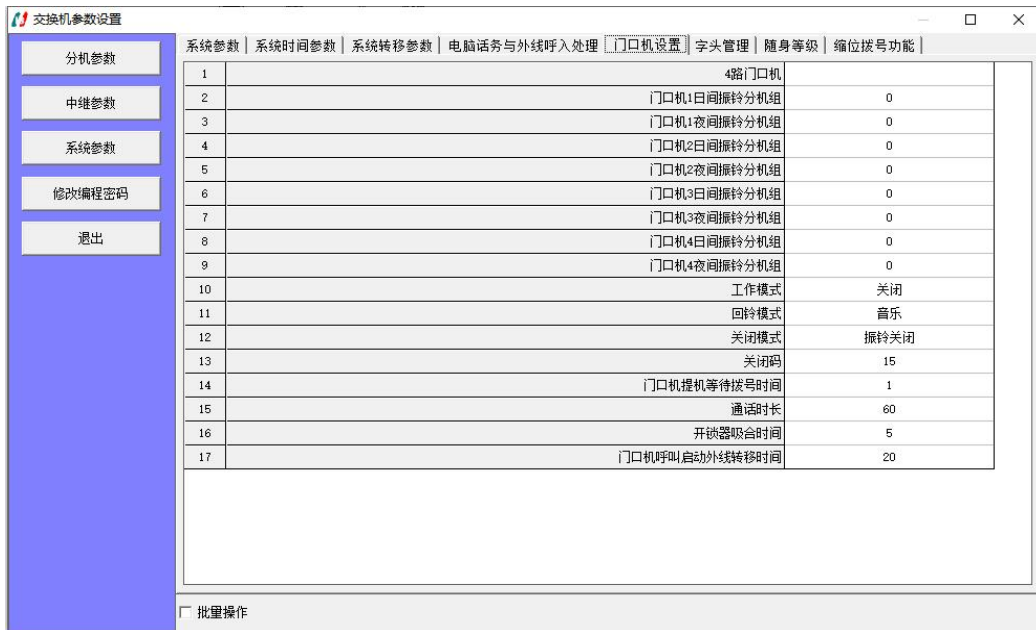 交换机参数设置
分机参数
中继参数
系统参数
修改编程密码
退出
系统参数 系统时间参数 系统转移参数 电脑话务与外线呼入处理 门口机设置 字头管理 随身等级 缩位拨号功能
1 4路门口机
2 门口机1日间振铃分机组 0
3 门口机1夜间振铃分机组 0
4 门口机2日间振铃分机组 0
5 门口机2夜间振铃分机组 0
6 门口机3日间振铃分机组 0
7 门口机3夜间振铃分机组 0
8 门口机4日间振铃分机组 0
9 门口机4夜间振铃分机组 0
10 工作模式 关闭
11 回铃模式 音乐
12 关闭模式 振铃关闭
13 关闭码 15
14 门口机提机等待拨号时间 1
15 通话时长 60
16 开锁器吸合时间 5
17 门口机呼叫启动外线转移时间 20
批量操作